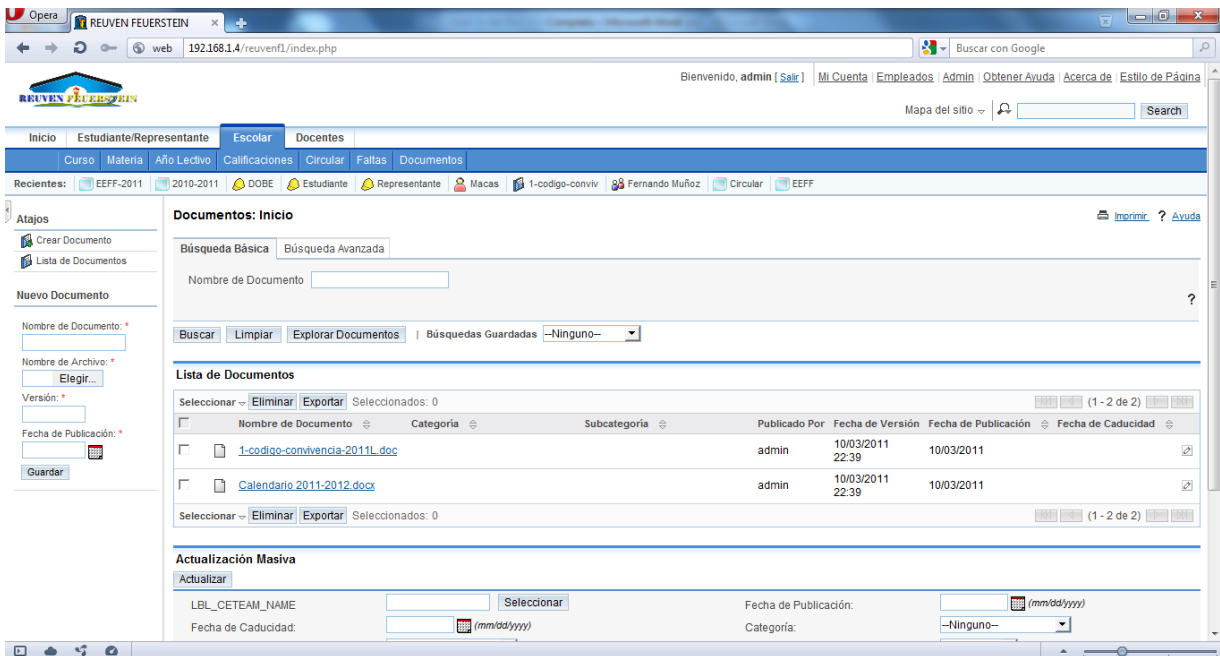 Opera
REUVEN FEUERSTEIN
web 192.168.1.4/reuvenf1/index.php
Buscar con Google
REUVEN FEUERSTEIN
Bienvenido, admin [ Salir ] Mi Cuenta Empleados Admin Obtener Ayuda Acerca de Estilo de Página
Mapa del sitio Search
Inicio Estudiante/Representante Escolar Docentes
Curso Materia Año Lectivo Calificaciones Circular Faltas Documentos
Recientes: EEFF-2011 2010-2011 DOBE Estudiante Representante Macas 1-codigo-conviv Fernando Muñoz Circular EEFF
Atajos
Crear Documento
Lista de Documentos
Nuevo Documento
Nombre de Documento: *
Nombre de Archivo: *
Elegir...
Versión: *
Fecha de Publicación: *
Guardar
Documentos: Inicio
Imprimir ? Ayuda
Búsqueda Básica Búsqueda Avanzada
Nombre de Documento
?
Buscar Limpiar Explorar Documentos | Búsquedas Guardadas --Ninguno--
Lista de Documentos
Seleccionar Eliminar Exportar Seleccionados: 0 (1 - 2 de 2)
Nombre de Documento Categoría Subcategoría Publicado Por Fecha de Versión Fecha de Publicación Fecha de Caducidad
1-codigo-convivencia-2011L.doc admin 10/03/2011 22:39 10/03/2011
Calendario 2011-2012.docx admin 10/03/2011 22:39 10/03/2011
Seleccionar Eliminar Exportar Seleccionados: 0 (1 - 2 de 2)
Actualización Masiva
Actualizar
LBL_CETEAM_NAME Seleccionar Fecha de Publicación: (mm/dd/yyyy)
Fecha de Caducidad: (mm/dd/yyyy) Categoría: --Ninguno--